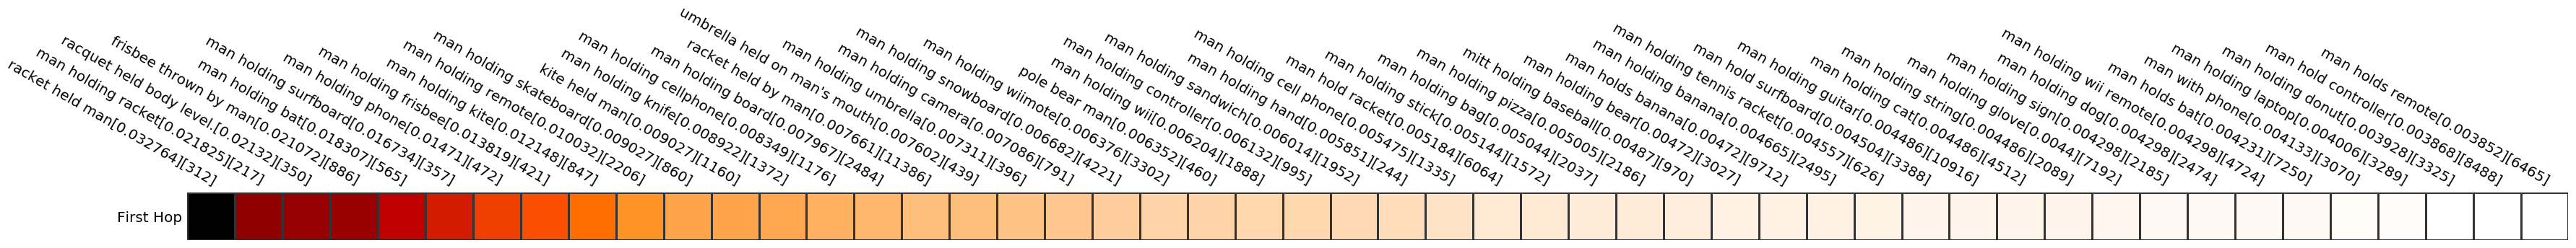 racket held man[0.032764][312]
man holding racket[0.021825][217]
racquet held body level.[0.02132][350]
frisbee thrown by man[0.021072][886]
man holding bat[0.018307][565]
man holding surfboard[0.016734][357]
man holding phone[0.01471][472]
man holding frisbee[0.013819][421]
man holding kite[0.012148][847]
man holding remote[0.010032][206]
man holding skateboard[0.009027][860]
kite held man[0.009027][1160]
man holding knife[0.008922][1372]
man holding cellphone[0.008349][1176]
man holding board[0.007967][2484]
racket held by man[0.007661][1386]
umbrella held on man's mouth[0.007602][439]
man holding umbrella[0.007311][396]
man holding camera[0.007086][791]
man holding snowboard[0.006682][4221]
man holding wiimote[0.006376][3302]
pole bear man[0.006352][460]
man holding wii[0.006204][1888]
man holding controller[0.006132][995]
man holding sandwich[0.006014][1952]
man holding hand[0.005851][244]
man holding cell phone[0.005475][1335]
man hold racket[0.005184][6064]
man holding stick[0.005144][1572]
man holding bag[0.005044][2037]
man holding pizza[0.005005][2186]
mitt holding baseball[0.00487][970]
man holding bear[0.00472][3027]
man holds banana[0.00472][9712]
man holding banana[0.004665][2495]
man holding tennis racket[0.004557][626]
man hold surfboard[0.004504][3388]
man holding guitar[0.004486][10916]
man holding cat[0.004486][4512]
man holding string[0.004486][2089]
man holding glove[0.0044][7192]
man holding sign[0.004298][2185]
man holding dog[0.004298][2474]
man holding wii remote[0.004298][4724]
man holds bat[0.004231][7250]
man with phone[0.004133][3070]
man holding laptop[0.004006][3289]
man holding donut[0.003928][3325]
man hold controller[0.003868][8488]
man holds remote[0.003852][6465]
First Hop